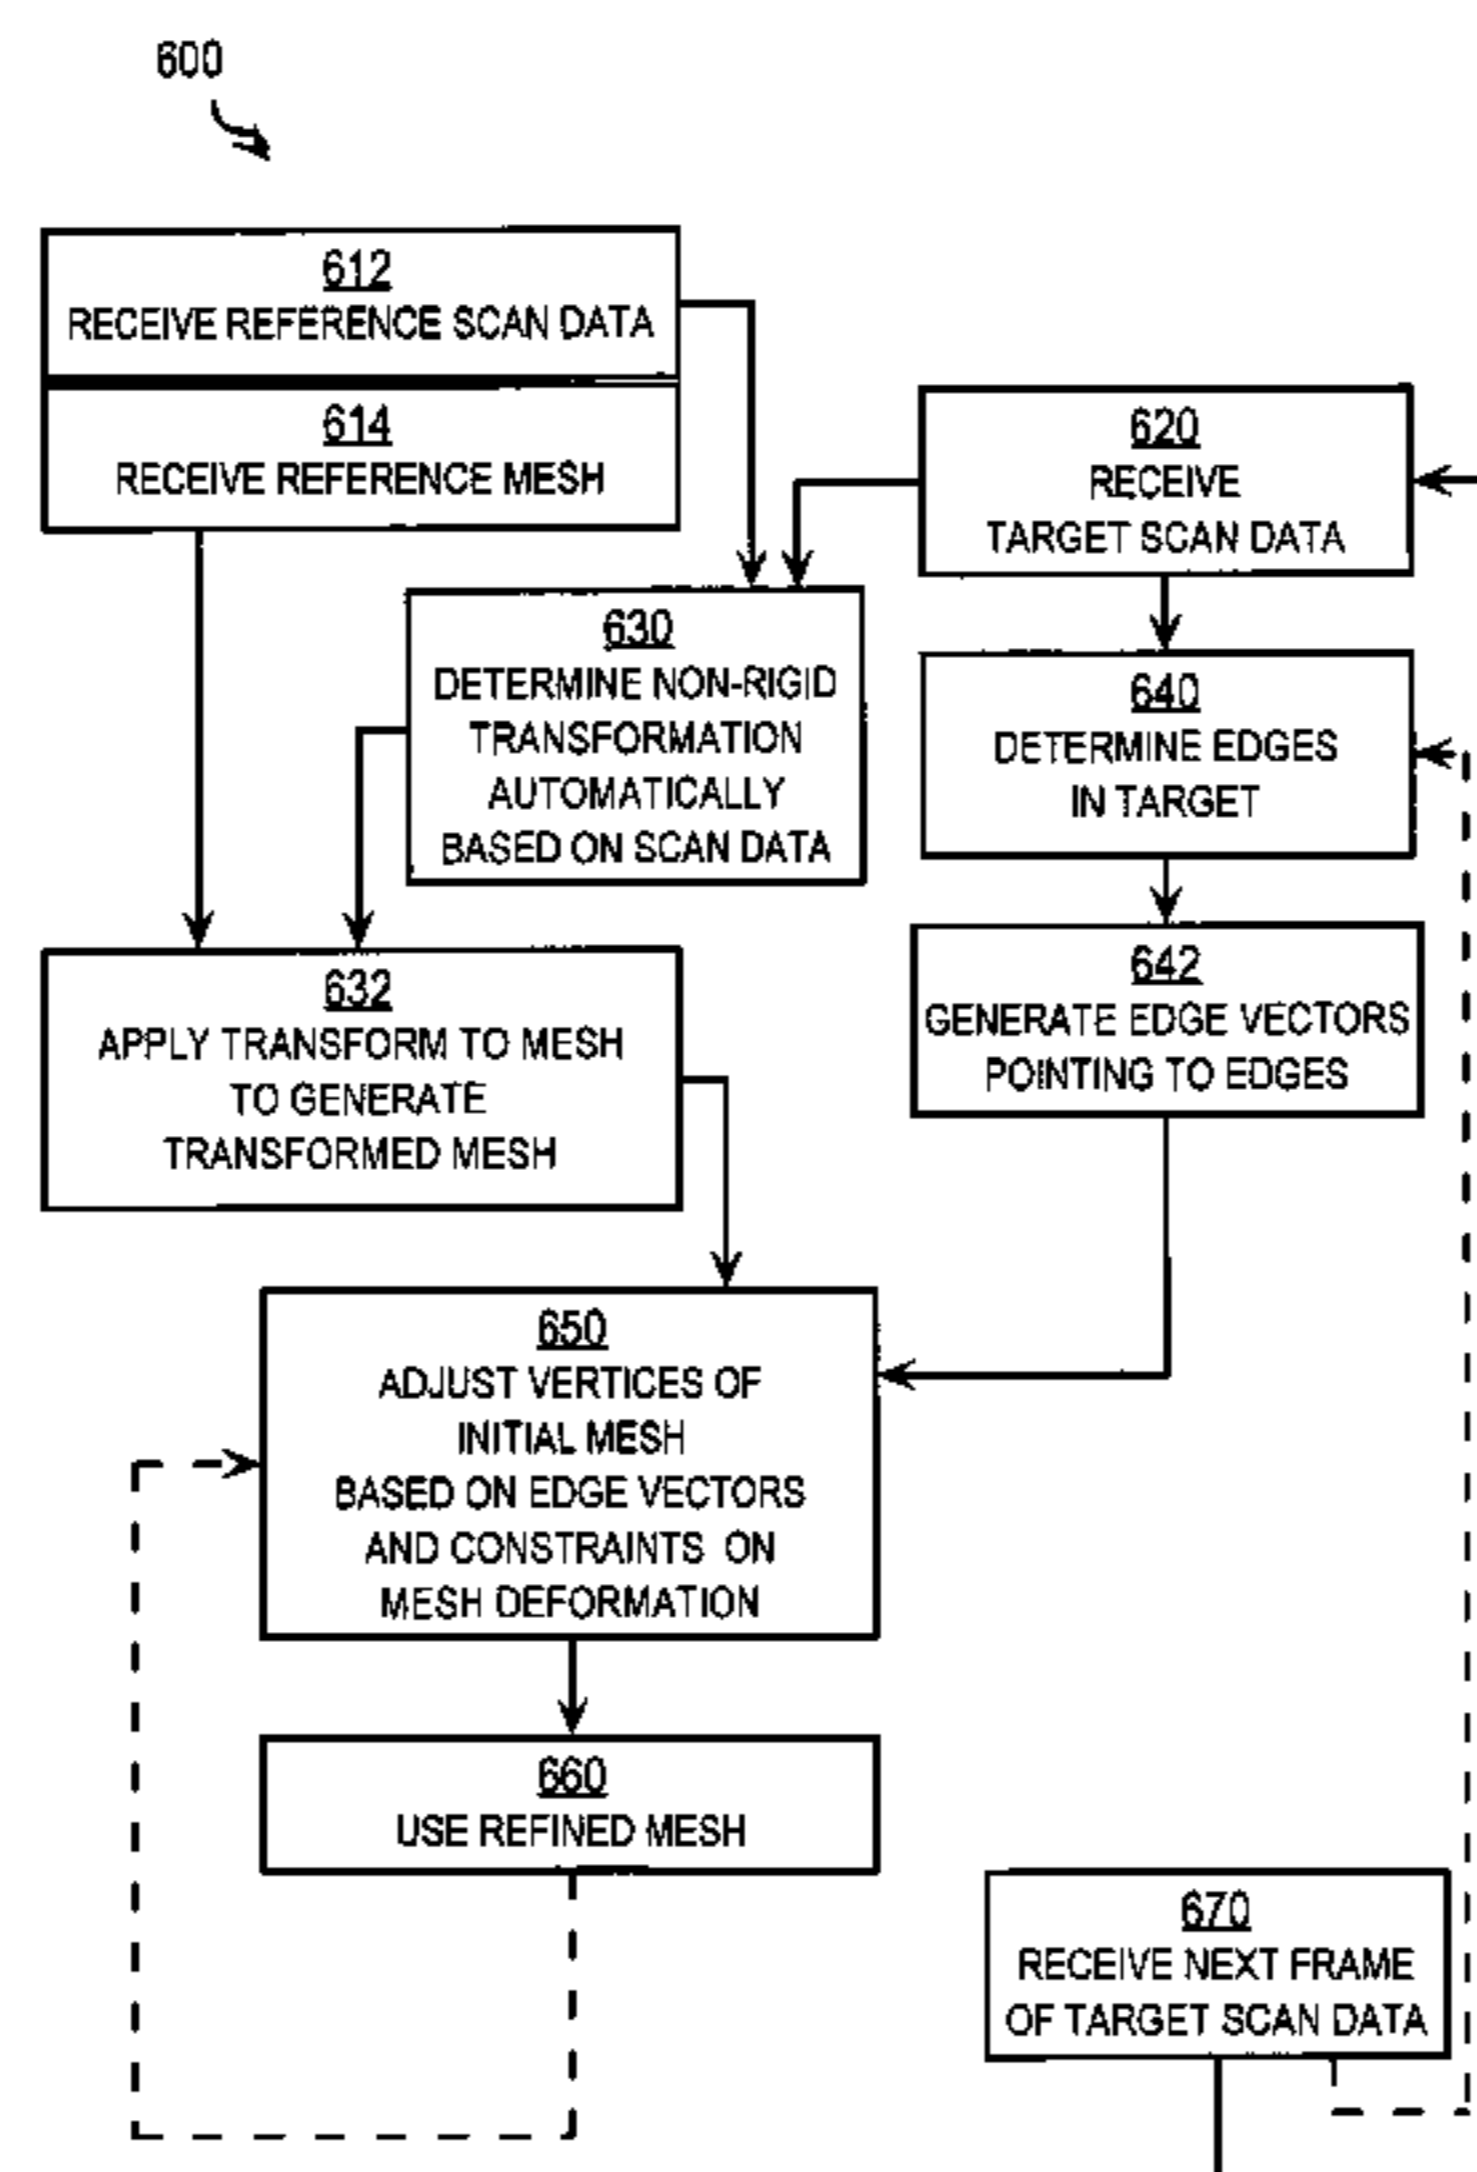 600
612
RECEIVE REFERENCE SCAN DATA
614
RECEIVE REFERENCE MESH
620
RECEIVE
TARGET SCAN DATA
630
DETERMINE NON-RIGID
TRANSFORMATION
AUTOMATICALLY
BASED ON SCAN DATA
640
DETERMINE EDGES
IN TARGET
632
APPLY TRANSFORM TO MESH
TO GENERATE
TRANSFORMED MESH
642
GENERATE EDGE VECTORS
POINTING TO EDGES
650
ADJUST VERTICES OF
INITIAL MESH
BASED ON EDGE VECTORS
AND CONSTRAINTS ON
MESH DEFORMATION
660
USE REFINED MESH
670
RECEIVE NEXT FRAME
OF TARGET SCAN DATA